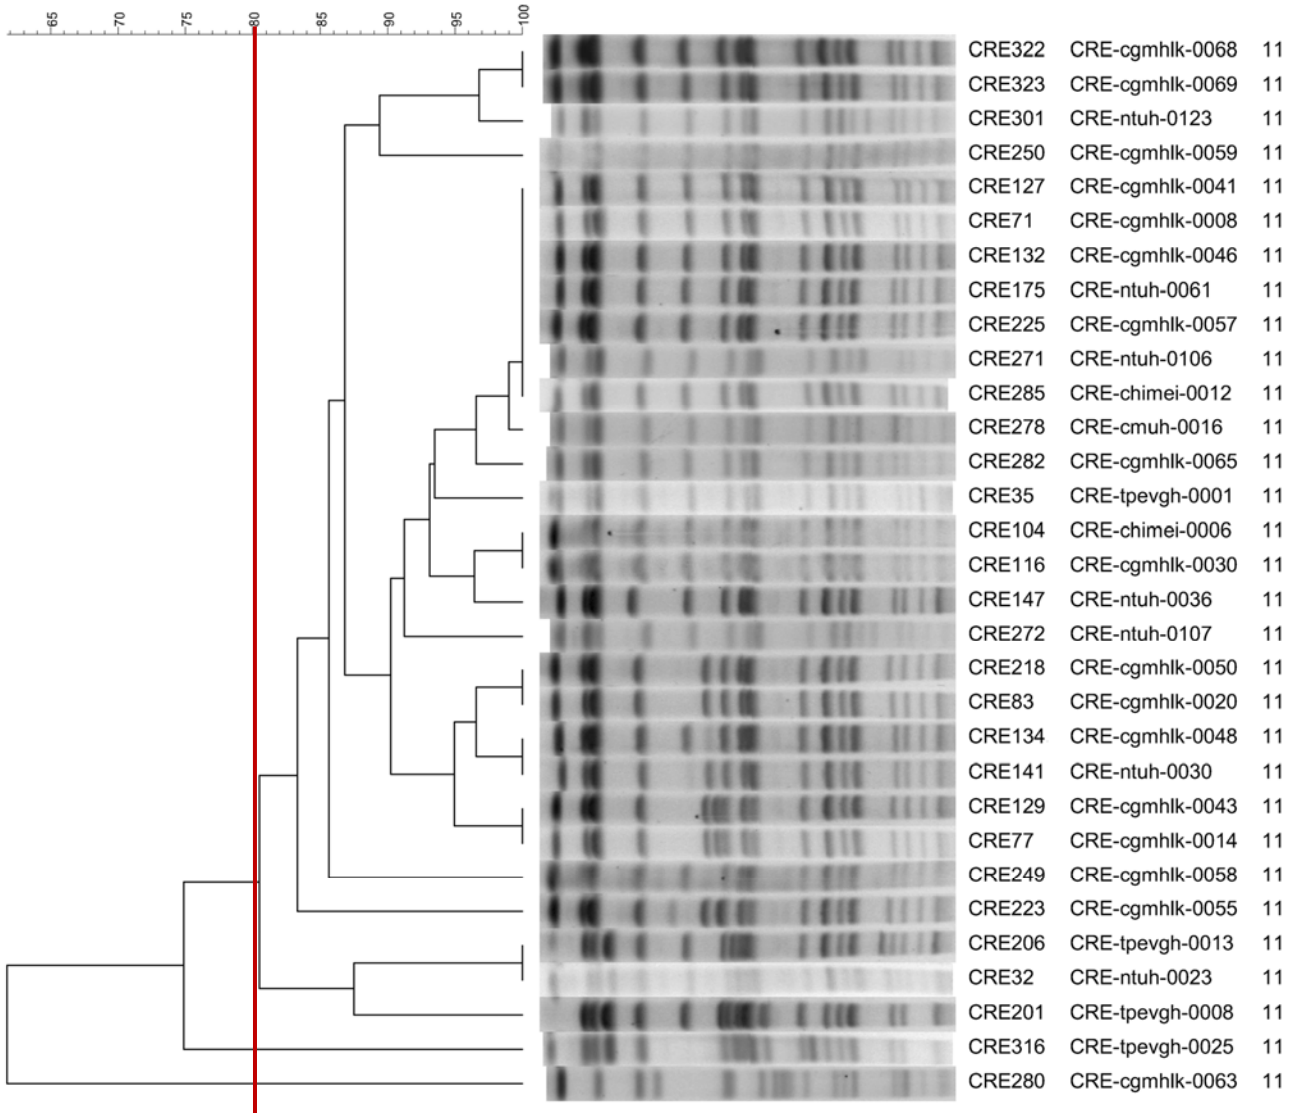 65 70 75 80 85 90 95 100
CRE322 CRE-cgmhlk-0068 11
CRE323 CRE-cgmhlk-0069 11
CRE301 CRE-ntuh-0123 11
CRE250 CRE-cgmhlk-0059 11
CRE127 CRE-cgmhlk-0041 11
CRE71 CRE-cgmhlk-0008 11
CRE132 CRE-cgmhlk-0046 11
CRE175 CRE-ntuh-0061 11
CRE225 CRE-cgmhlk-0057 11
CRE271 CRE-ntuh-0106 11
CRE285 CRE-chimei-0012 11
CRE278 CRE-cmuh-0016 11
CRE282 CRE-cgmhlk-0065 11
CRE35 CRE-tpevgh-0001 11
CRE104 CRE-chimei-0006 11
CRE116 CRE-cgmhlk-0030 11
CRE147 CRE-ntuh-0036 11
CRE272 CRE-ntuh-0107 11
CRE218 CRE-cgmhlk-0050 11
CRE83 CRE-cgmhlk-0020 11
CRE134 CRE-cgmhlk-0048 11
CRE141 CRE-ntuh-0030 11
CRE129 CRE-cgmhlk-0043 11
CRE77 CRE-cgmhlk-0014 11
CRE249 CRE-cgmhlk-0058 11
CRE223 CRE-cgmhlk-0055 11
CRE206 CRE-tpevgh-0013 11
CRE32 CRE-ntuh-0023 11
CRE201 CRE-tpevgh-0008 11
CRE316 CRE-tpevgh-0025 11
CRE280 CRE-cgmhlk-0063 11